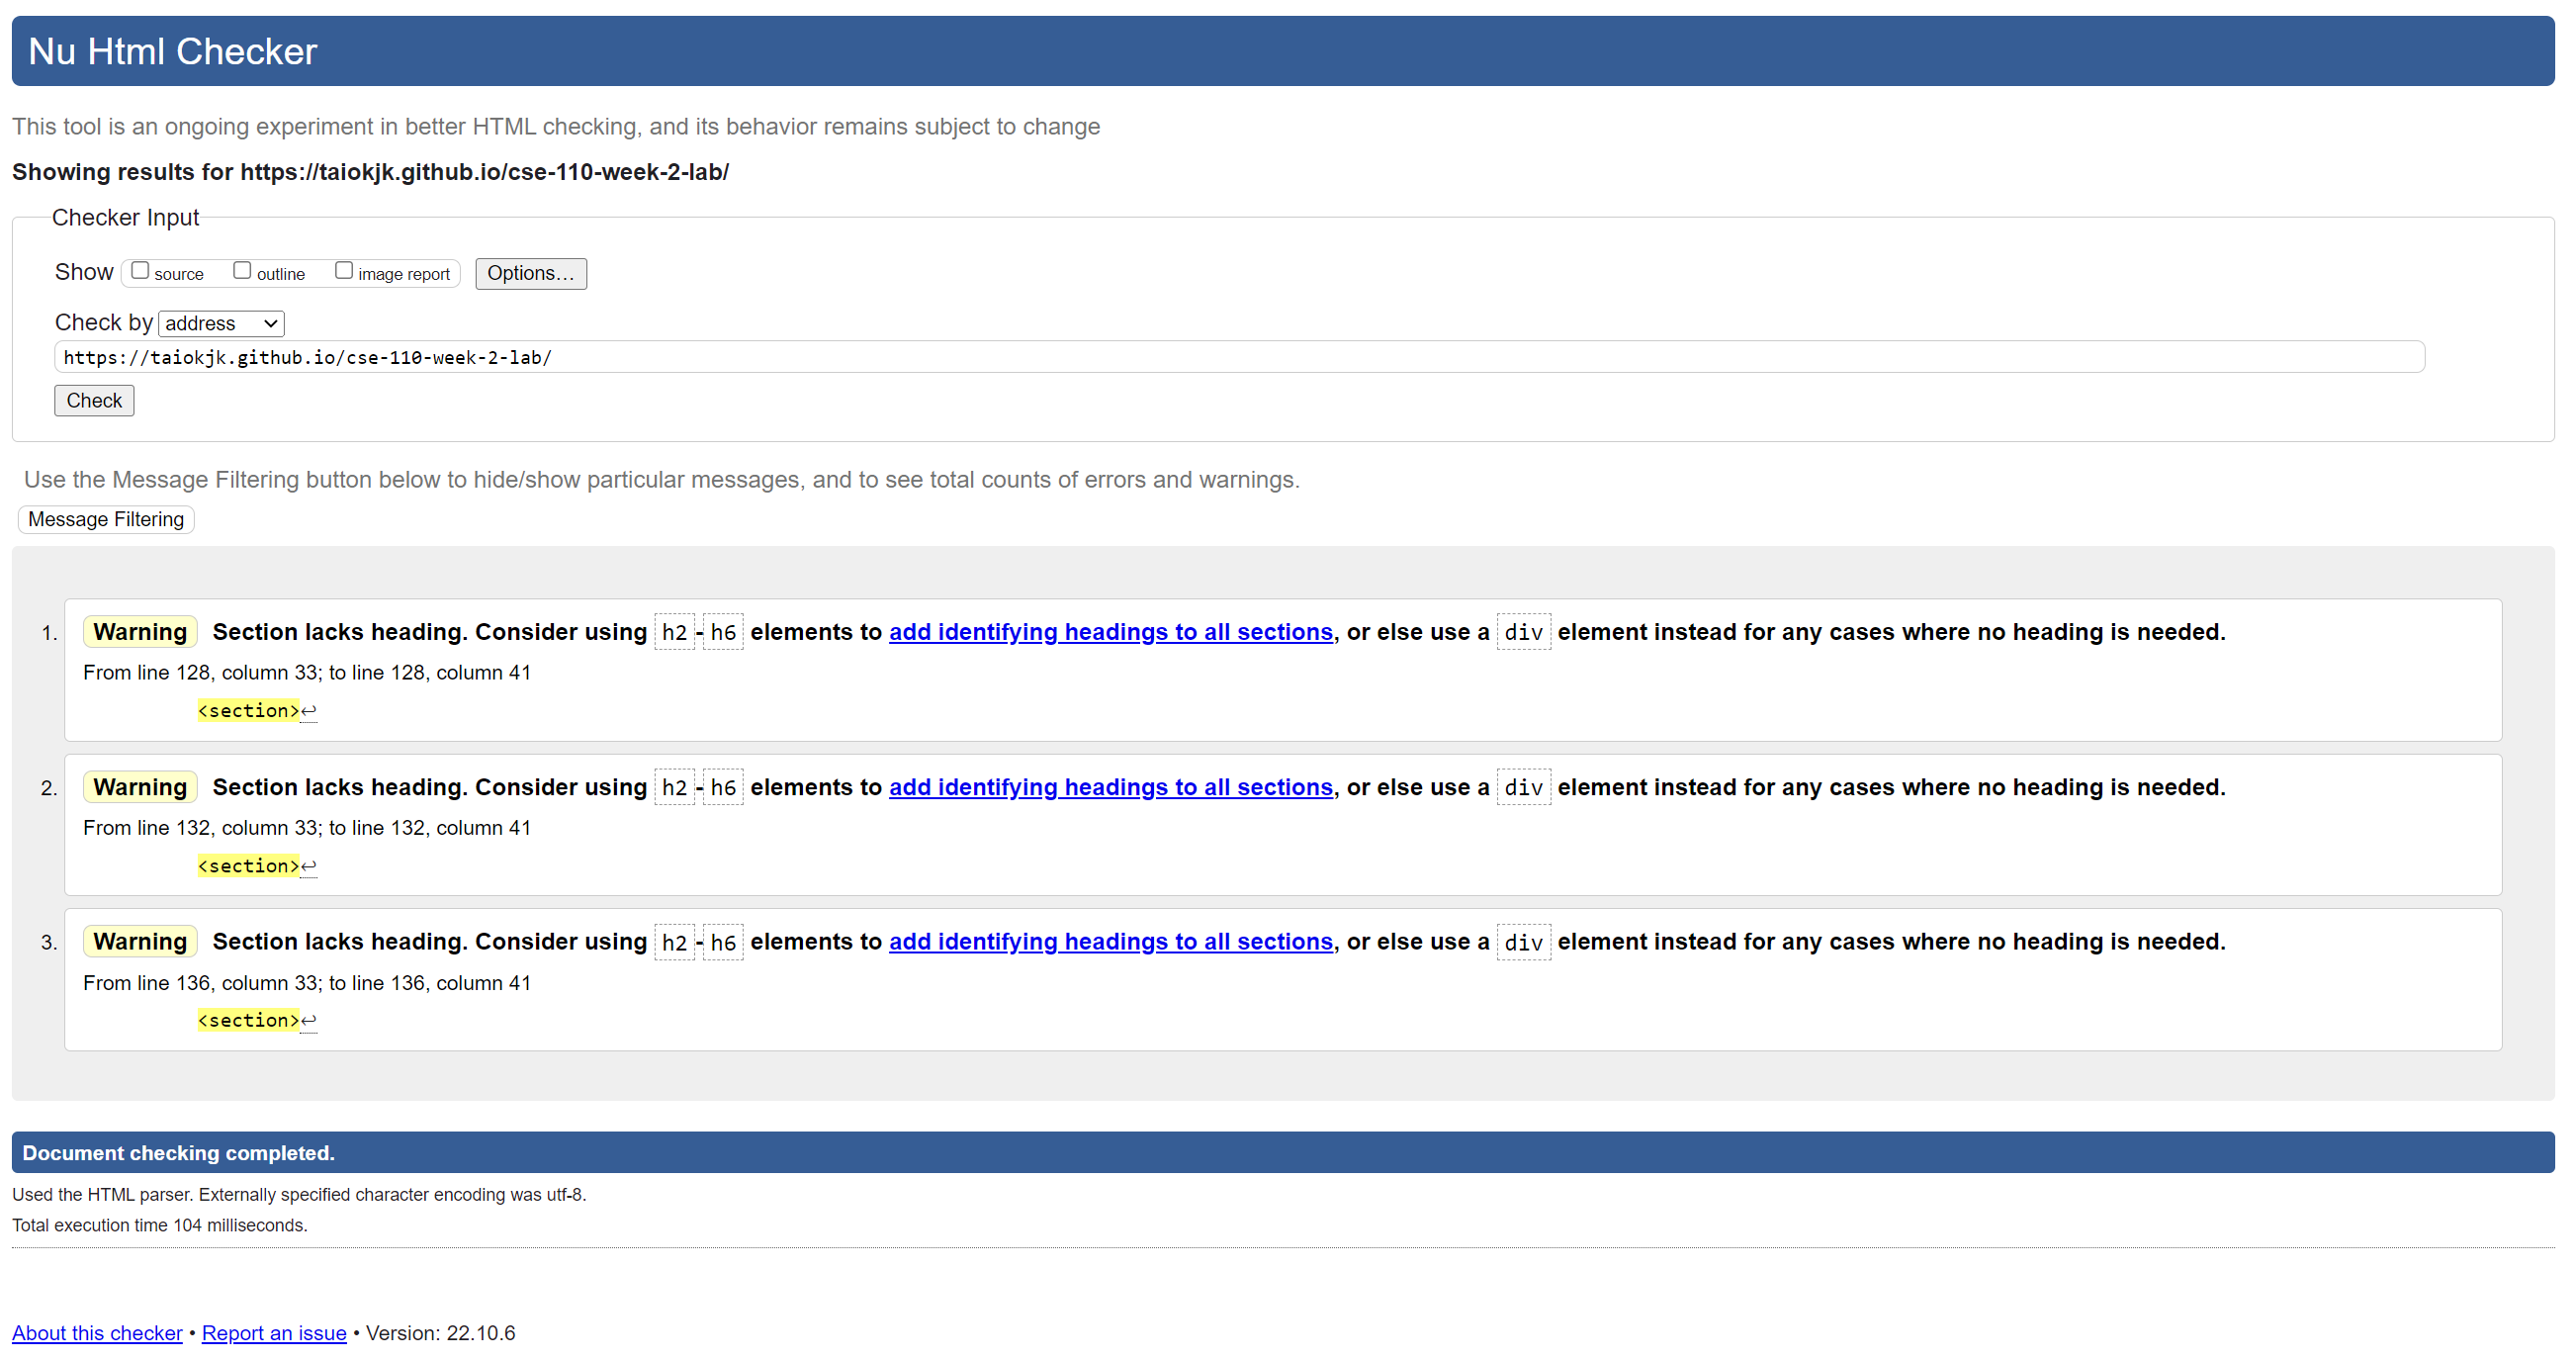 Nu Html Checker
This tool is an ongoing experiment in better HTML checking, and its behavior remains subject to change
Showing results for https://taiokjk.github.io/cse-110-week-2-lab/
Checker Input
Show source outline image report Options…
Check by address
https://taiokjk.github.io/cse-110-week-2-lab/
Check
Use the Message Filtering button below to hide/show particular messages, and to see total counts of errors and warnings.
Message Filtering
1. Warning Section lacks heading. Consider using h2-h6 elements to add identifying headings to all sections, or else use a div element instead for any cases where no heading is needed.
From line 128, column 33; to line 128, column 41
<section>↩
2. Warning Section lacks heading. Consider using h2-h6 elements to add identifying headings to all sections, or else use a div element instead for any cases where no heading is needed.
From line 132, column 33; to line 132, column 41
<section>↩
3. Warning Section lacks heading. Consider using h2-h6 elements to add identifying headings to all sections, or else use a div element instead for any cases where no heading is needed.
From line 136, column 33; to line 136, column 41
<section>↩
Document checking completed.
Used the HTML parser. Externally specified character encoding was utf-8.
Total execution time 104 milliseconds.
About this checker • Report an issue • Version: 22.10.6